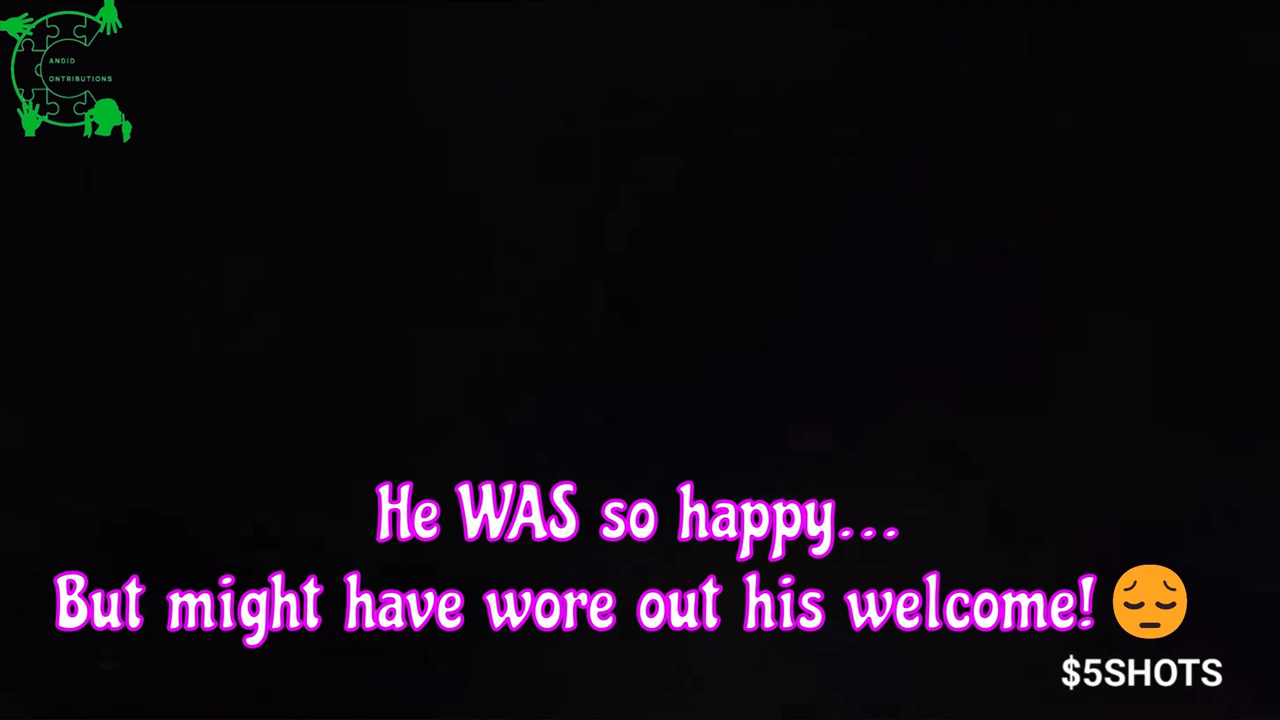 ANDID
ONTRIBUTIONS
He WAS so happy...
But might have wore out his welcome! 😔
$5SHOTS